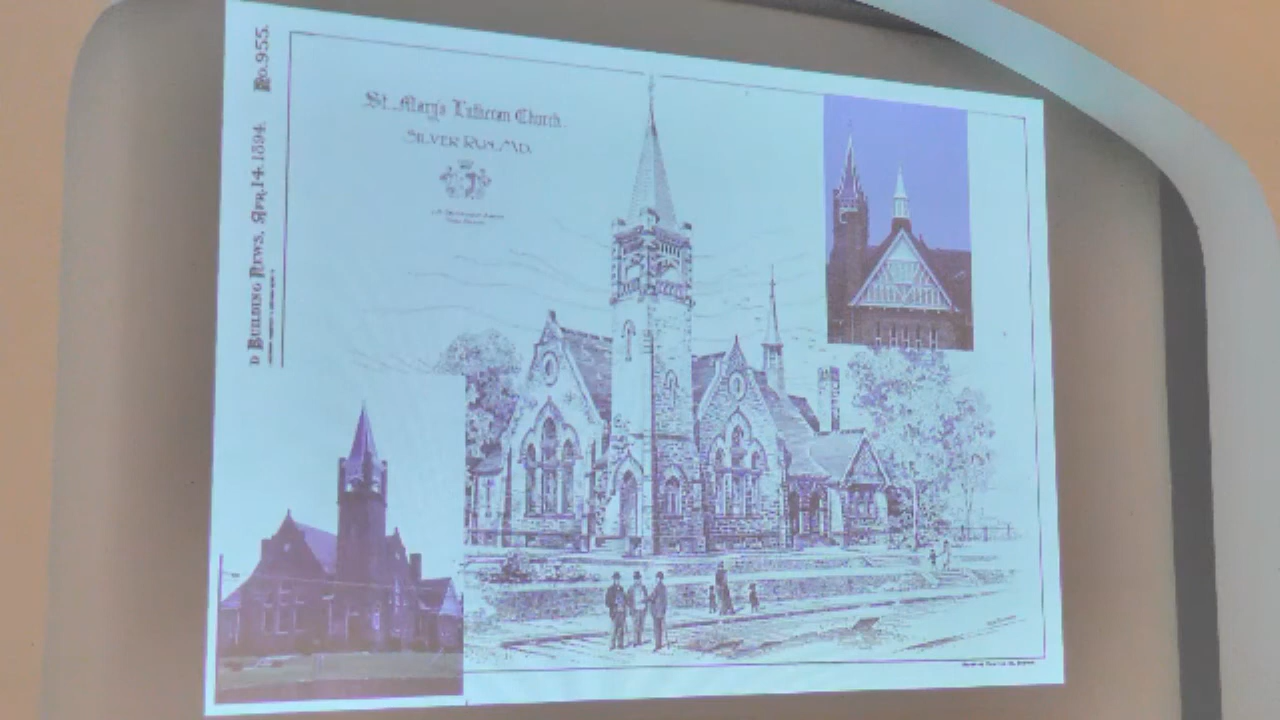 D BUILDING NEWS, APR.14.1894. No.955.
St. Mary's Lutheran Church
SILVER RUN, MD.